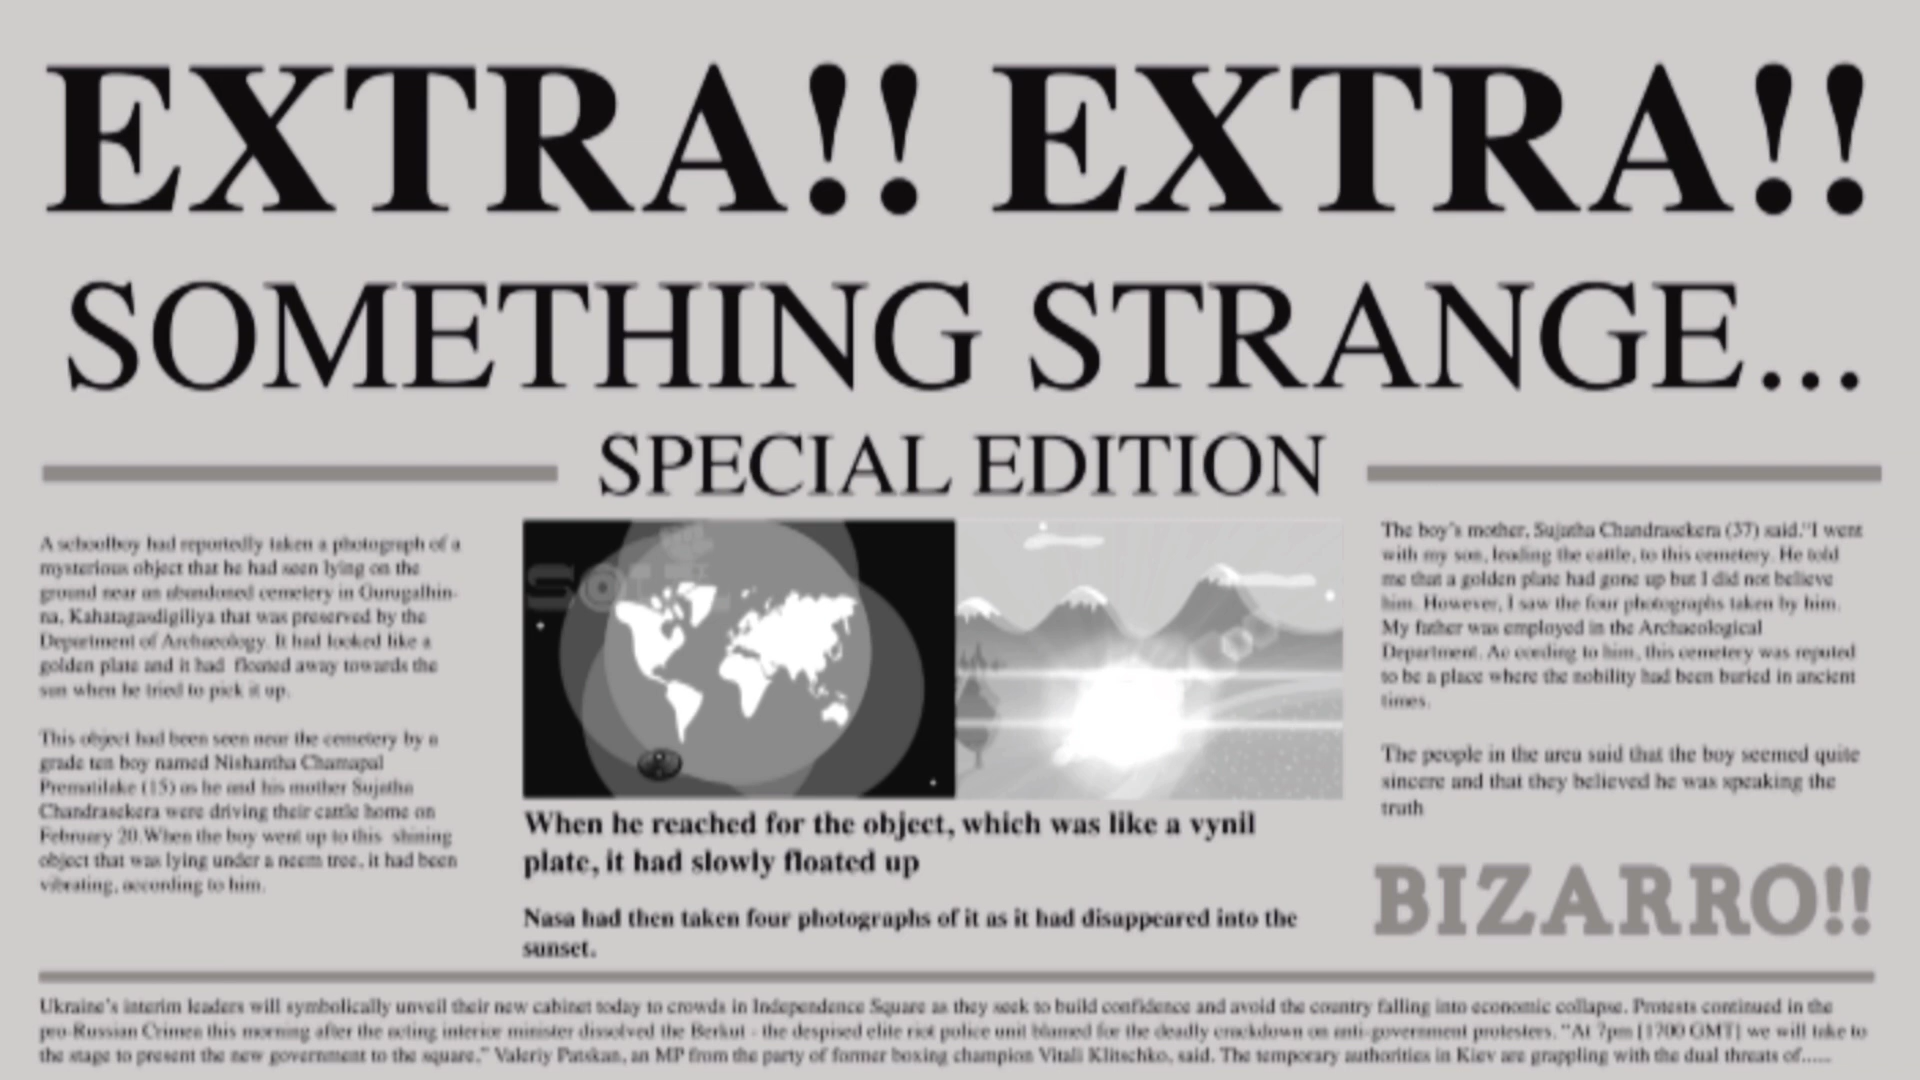 EXTRA!! EXTRA!!
SOMETHING STRANGE...
SPECIAL EDITION
A schoolboy had reportedly taken a photograph of a
mysterious object that he had seen lying on the
ground near an abandoned cemetery in Gurugalhin-
na, Kahatagasdigiliya that was preserved by the
Department of Archaeology. It had looked like a
golden plate and it had floated away towards the
sun when he tried to pick it up.
This object had been seen near the cemetery by a
grade ten boy named Nishantha Chamapal
Prematilake (15) as he and his mother Sujatha
Chandrasekera were driving their cattle home on
February 20.When the boy went up to this shining
object that was lying under a neem tree, it had been
vibrating, according to him.
When he reached for the object, which was like a vynil
plate, it had slowly floated up
Nasa had then taken four photographs of it as it had disappeared into the
sunset.
The boy's mother, Sujatha Chandrasekera (37) said."I went
with my son, leading the cattle, to this cemetery. He told
me that a golden plate had gone up but I did not believe
him. However, I saw the four photographs taken by him.
My father was employed in the Archaeological
Department. Ac cording to him, this cemetery was reputed
to be a place where the nobility had been buried in ancient
times.
The people in the area said that the boy seemed quite
sincere and that they believed he was speaking the
truth
BIZARRO!!
Ukraine's interim leaders will symbolically unveil their new cabinet today to crowds in Independence Square as they seek to build confidence and avoid the country falling into economic collapse. Protests continued in the
pro-Russian Crimea this morning after the acting interior minister dissolved the Berkut - the despised elite riot police unit blamed for the deadly crackdown on anti-government protesters. "At 7pm [1700 GMT] we will take to
the stage to present the new government to the square," Valeriy Patskan, an MP from the party of former boxing champion Vitali Klitschko, said. The temporary authorities in Kiev are grappling with the dual threats of......